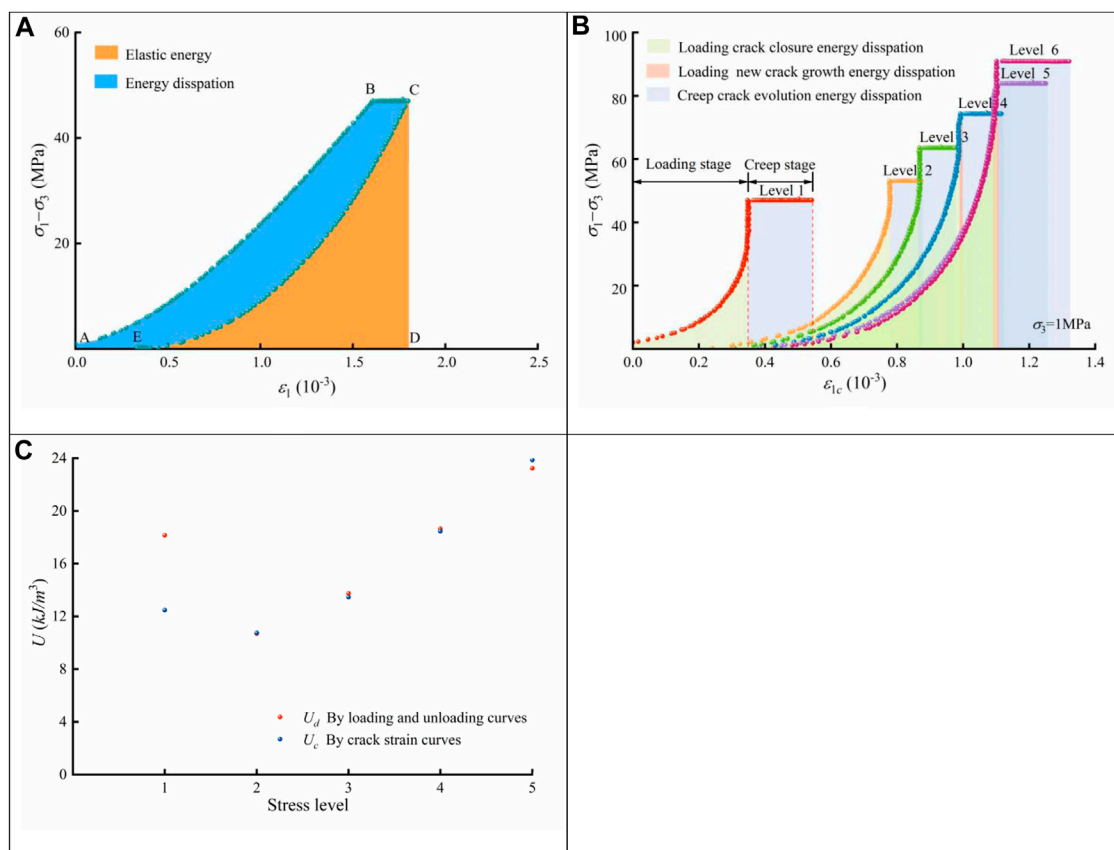 A
60
40
20
0.0
0.5
1.0
1.5
2.0
2.5
σ1−σ3 (MPa)
ε1 (10-3)
Elastic energy
Energy disspation
A
B
C
D
E
B
100
80
60
40
20
0
0.0
0.2
0.4
0.6
0.8
1.0
1.2
1.4
σ1−σ3 (MPa)
ε1c (10-3)
Loading crack closure energy disspation
Loading new crack growth energy disspation
Creep crack evolution energy disspation
Level 6
Level 5
Level 4
Level 3
Level 2
Loading stage
Creep stage
Level 1
σ3=1MPa
C
24
20
16
12
8
4
0
1
2
3
4
5
U (kJ/m3)
Stress level
Ud By loading and unloading curves
Uc By crack strain curves